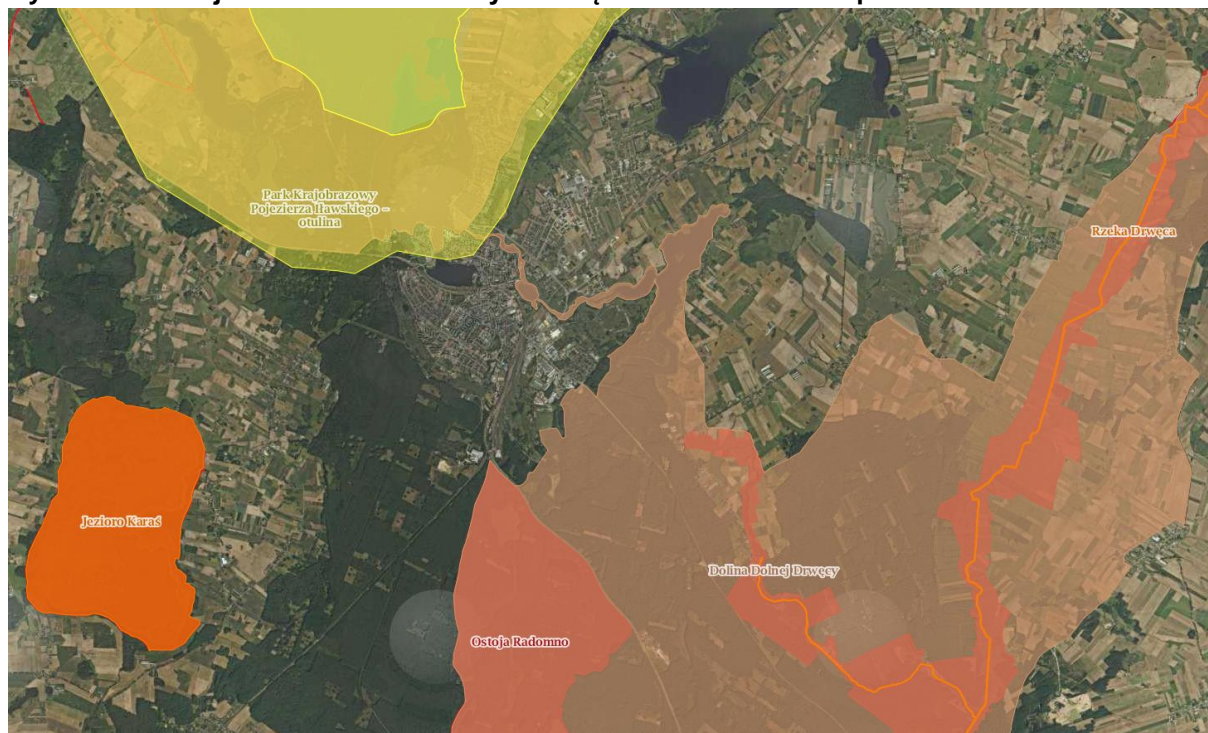 Park Krajobrazowy
Pojezierza Iławskiego –
otulina
Rzeka Drwęca
Jezioro Karaś
Dolina Dolnej Drwęcy
Ostoja Radomno